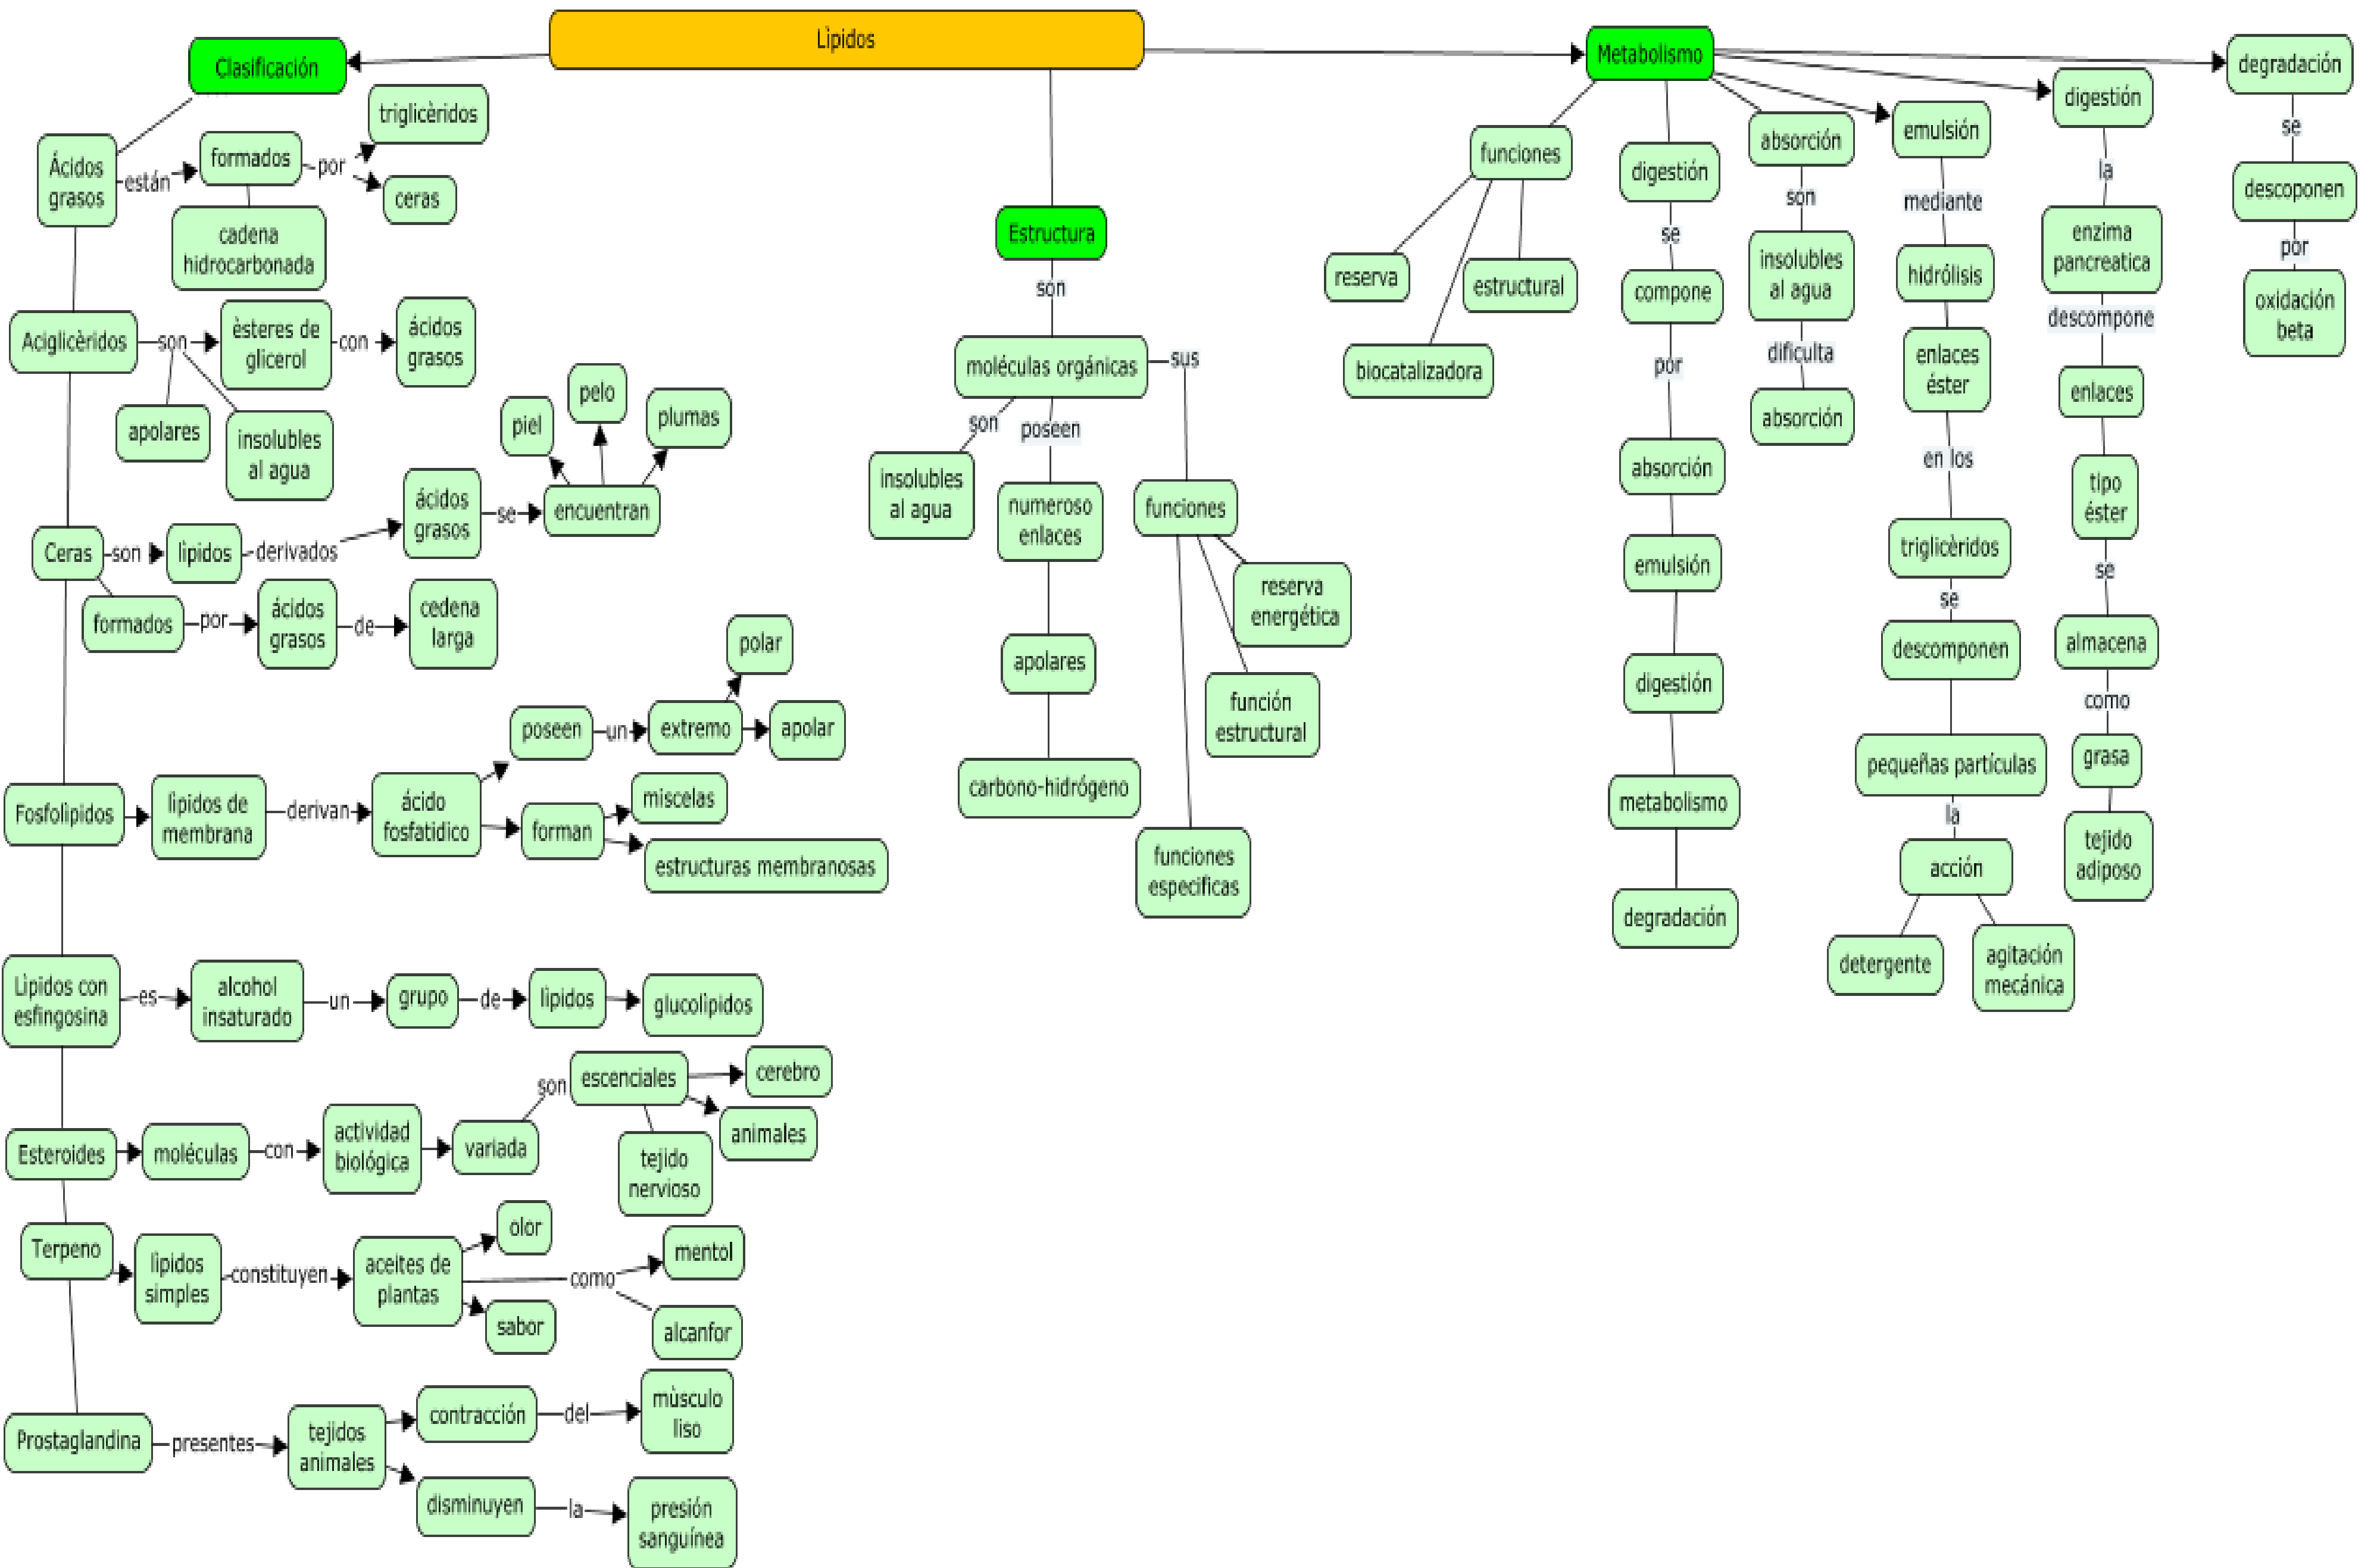 Lìpidos
Clasificación
Ácidos
grasos
están
formados
por
triglicèridos
ceras
cadena
hidrocarbonada
Aciglicèridos
son
èsteres de
glicerol
con
ácidos
grasos
apolares
insolubles
al agua
Ceras
son
lìpidos
derivados
ácidos
grasos
se
encuentran
piel
pelo
plumas
formados
por
ácidos
grasos
de
cedena
larga
Fosfolìpidos
lìpidos de
membrana
derivan
ácido
fosfatidico
poseen
un
extremo
polar
apolar
forman
miscelas
estructuras membranosas
Lìpidos con
esfingosina
es
alcohol
insaturado
un
grupo
de
lìpidos
glucolìpidos
Esteroides
moléculas
con
actividad
biológica
variada
son
escenciales
cerebro
animales
tejido
nervioso
Terpeno
lìpidos
simples
constituyen
aceites de
plantas
olor
sabor
como
mentol
alcanfor
Prostaglandina
presentes
tejidos
animales
contracción
del
mùsculo
liso
disminuyen
la
presión
sanguínea
Estructura
son
moléculas orgánicas
son
insolubles
al agua
poseen
numeroso
enlaces
apolares
carbono-hidrógeno
sus
funciones
reserva
energética
función
estructural
funciones
especificas
Metabolismo
funciones
reserva
biocatalizadora
estructural
digestión
se
compone
por
absorción
emulsión
digestión
metabolismo
degradación
absorción
son
insolubles
al agua
dificulta
absorción
emulsión
mediante
hidrólisis
enlaces
éster
en los
triglicèridos
se
descomponen
pequeñas partículas
la
acción
detergente
agitación
mecánica
digestión
la
enzima
pancreatica
descompone
enlaces
tipo
éster
se
almacena
como
grasa
tejido
adiposo
degradación
se
descoponen
por
oxidación
beta